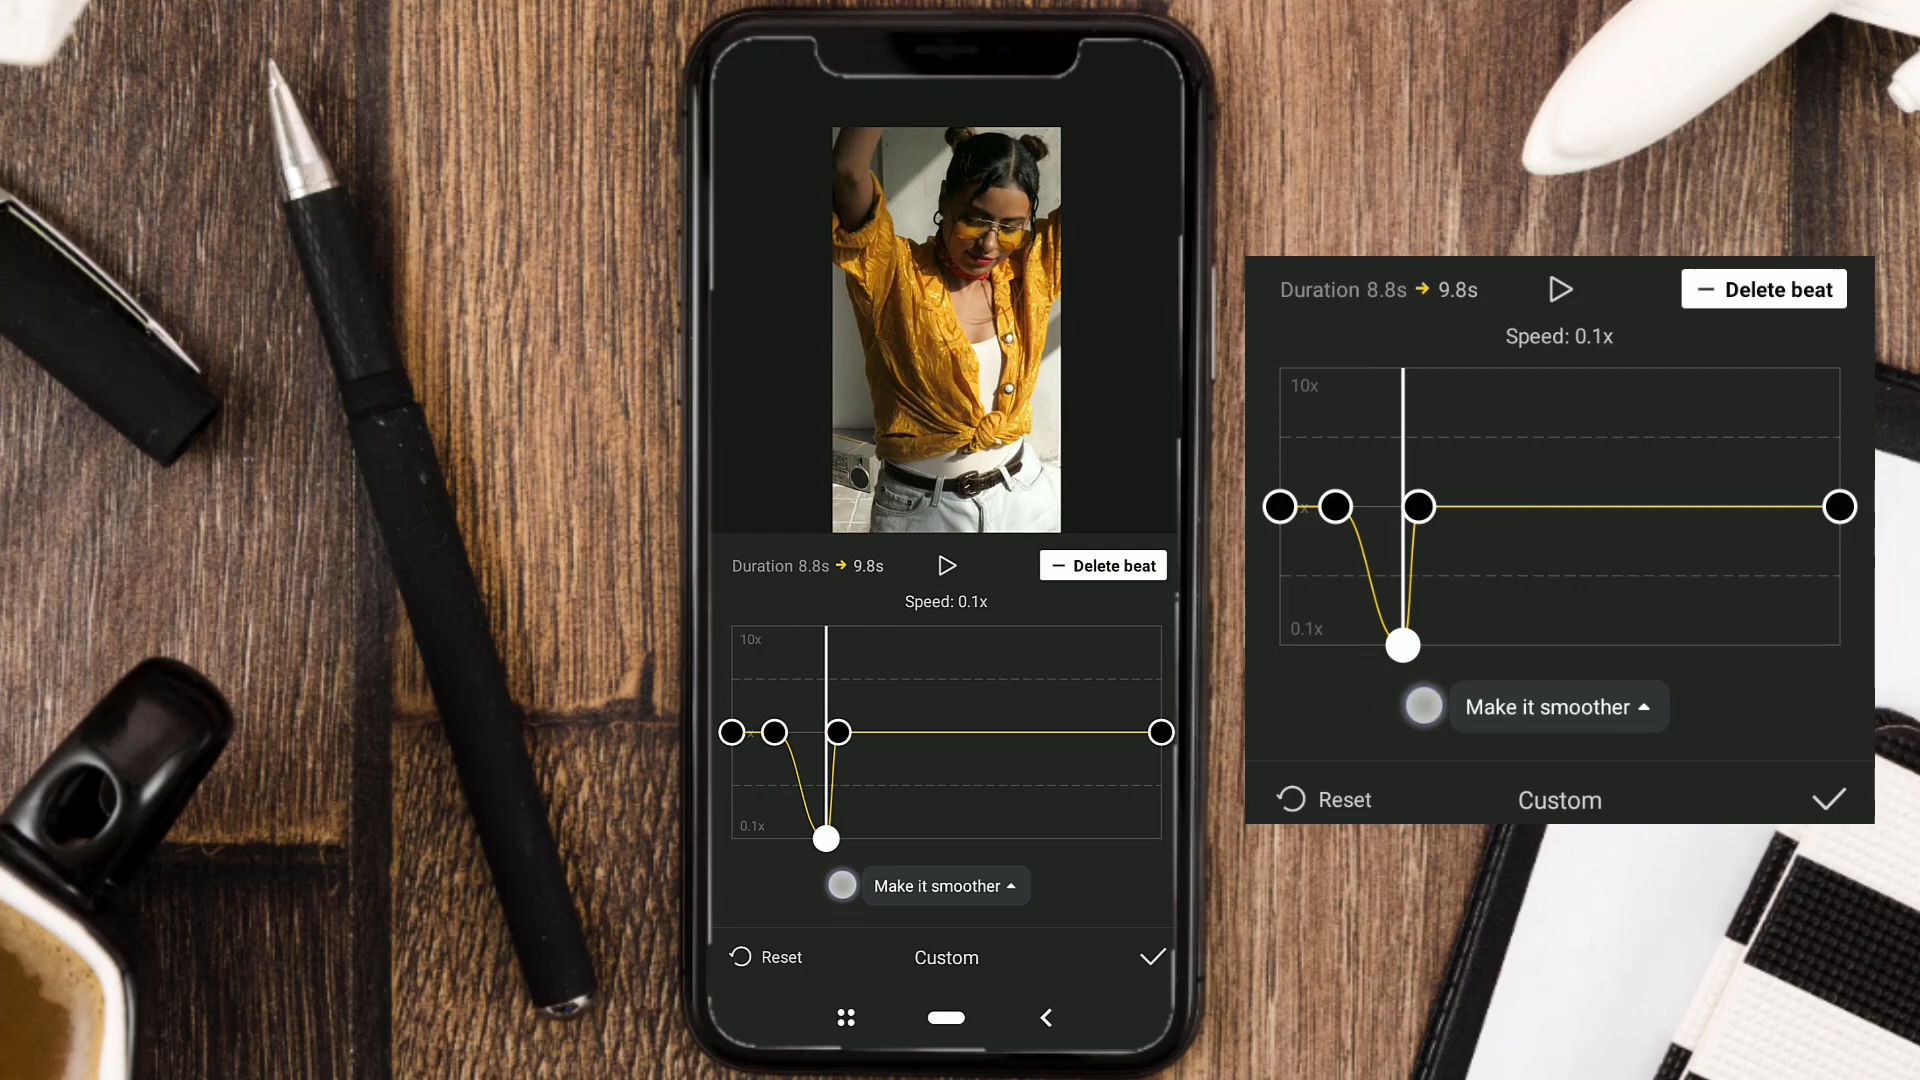 Duration 8.8s → 9.8s
− Delete beat
Speed: 0.1x
10x
x
0.1x
Make it smoother
Reset
Custom
Duration 8.8s → 9.8s
− Delete beat
Speed: 0.1x
10x
x
0.1x
Make it smoother
Reset
Custom